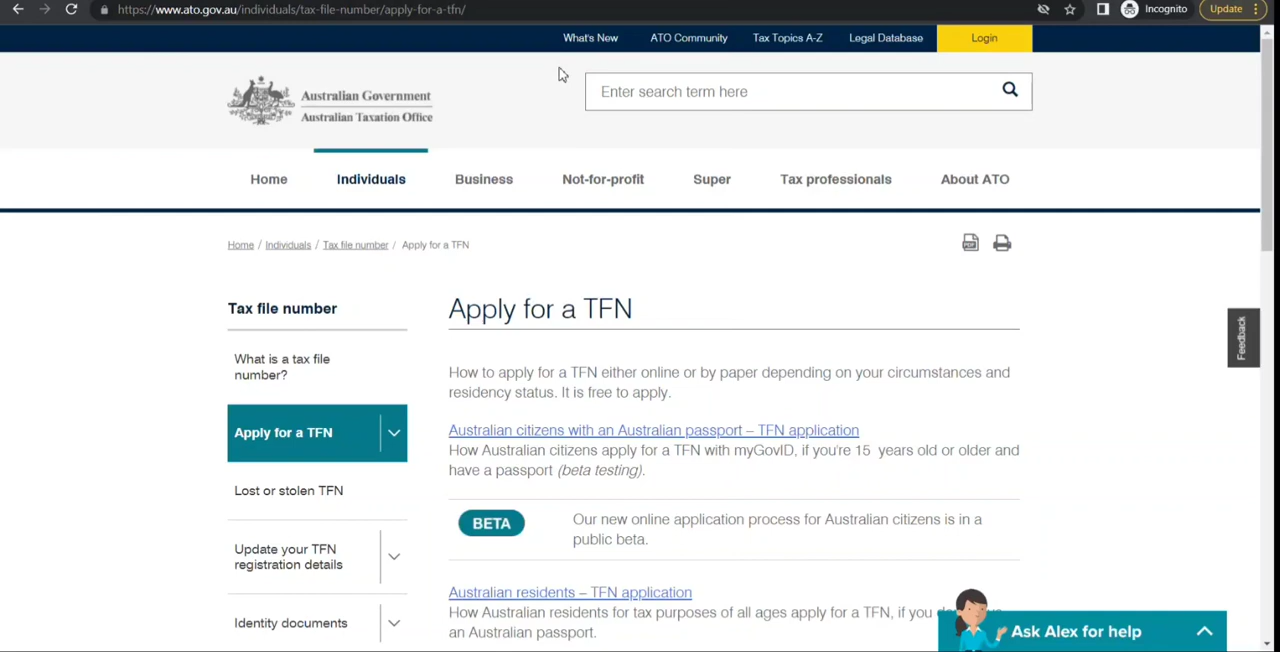 https://www.ato.gov.au/individuals/tax-file-number/apply-for-a-tfn/
Incognito
Update
What's New
ATO Community
Tax Topics A-Z
Legal Database
Login
Australian Government
Australian Taxation Office
Enter search term here
Home
Individuals
Business
Not-for-profit
Super
Tax professionals
About ATO
Home / Individuals / Tax file number / Apply for a TFN
PDF
Tax file number
What is a tax file
number?
Apply for a TFN
Lost or stolen TFN
Update your TFN
registration details
Identity documents
Apply for a TFN
How to apply for a TFN either online or by paper depending on your circumstances and
residency status. It is free to apply.
Australian citizens with an Australian passport – TFN application
How Australian citizens apply for a TFN with myGovID, if you're 15 years old or older and
have a passport (beta testing).
BETA
Our new online application process for Australian citizens is in a
public beta.
Australian residents – TFN application
How Australian residents for tax purposes of all ages apply for a TFN, if you
an Australian passport.
Feedback
Ask Alex for help